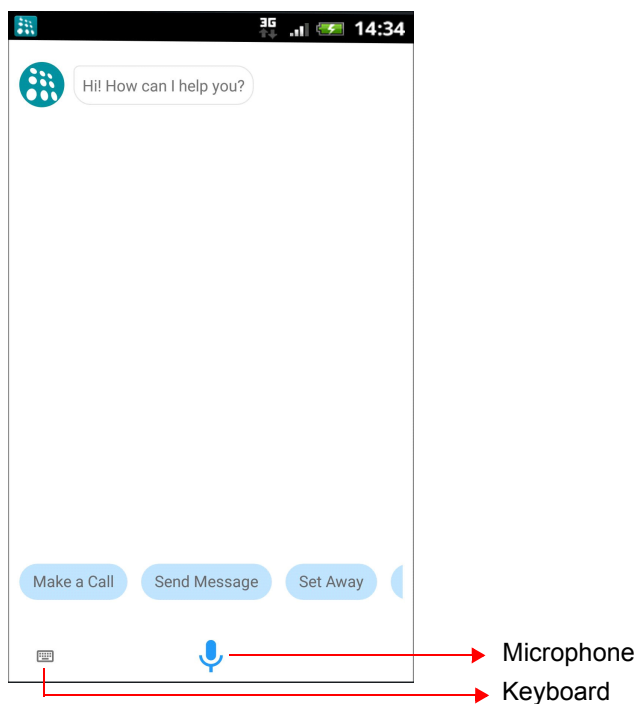 3G 14:34
Hi! How can I help you?
Make a Call Send Message Set Away
Microphone
Keyboard